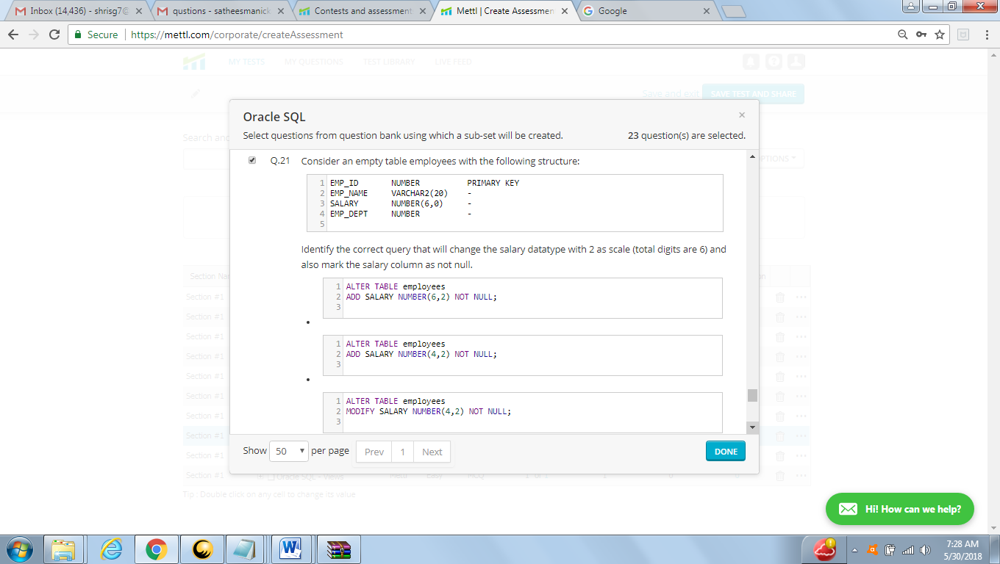 Inbox (14,436) - shrisg7@
qustions - satheesmanick
Contests and assessment
Mettl | Create Assessmen
Google
Secure
https://mettl.com/corporate/createAssessment
MY TESTS MY QUESTIONS TEST LIBRARY LIVE FEED
Save and exit SAVE TEST AND SHARE
Search and
PTIONS
Oracle SQL ×
Select questions from question bank using which a sub-set will be created. 23 question(s) are selected.
Q.21 Consider an empty table employees with the following structure:
1 EMP_ID NUMBER PRIMARY KEY
2 EMP_NAME VARCHAR2(20) -
3 SALARY NUMBER(6,0) -
4 EMP_DEPT NUMBER -
5
Identify the correct query that will change the salary datatype with 2 as scale (total digits are 6) and
also mark the salary column as not null.
1 ALTER TABLE employees
2 ADD SALARY NUMBER(6,2) NOT NULL;
3
1 ALTER TABLE employees
2 ADD SALARY NUMBER(4,2) NOT NULL;
3
1 ALTER TABLE employees
2 MODIFY SALARY NUMBER(4,2) NOT NULL;
3
Section Na
Section #1
Section #1
Section #1
Section #1
Section #1
Section #1
Section #1
Section #1
Section #1
Section #1 Oracle SQL - Views
Show 50 per page Prev 1 Next DONE
Tip : Double click on any cell to change its value
Hi! How can we help?
7:28 AM
5/30/2018